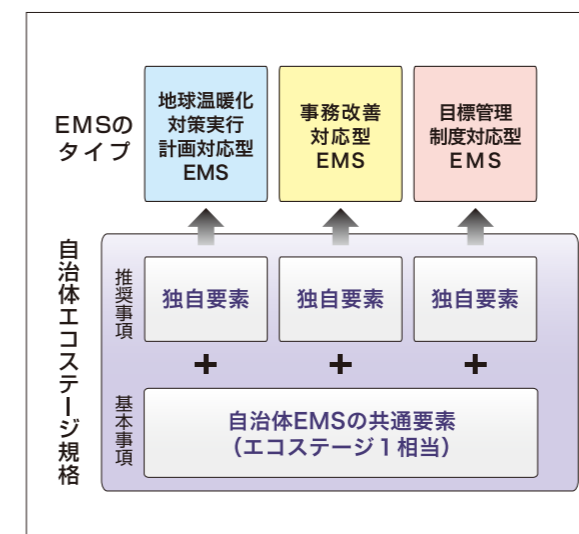 EMSの
タイプ
地球温暖化
対策実行
計画対応型
EMS
事務改善
対応型
EMS
目標管理
制度対応型
EMS
自治体エコステージ規格
推奨事項
独自要素
独自要素
独自要素
+
+
+
基本事項
自治体EMSの共通要素
（エコステージ１相当）